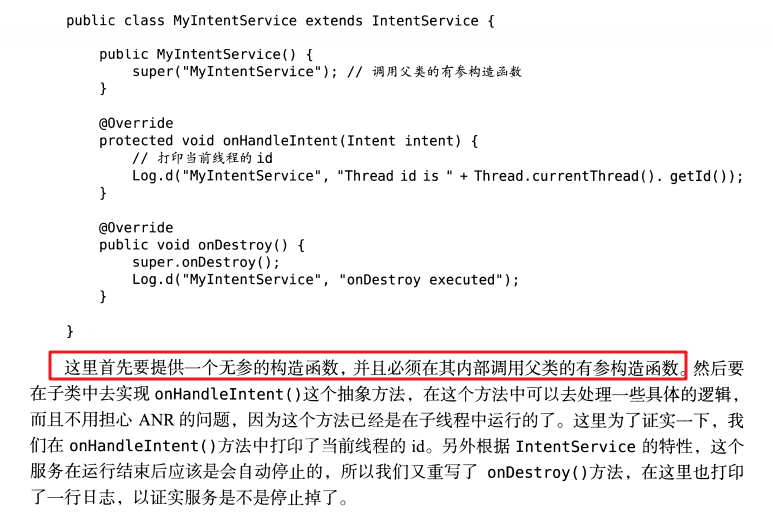 public class MyIntentService extends IntentService {
public MyIntentService() {
super("MyIntentService"); // 调用父类的有参构造函数
}
@Override
protected void onHandleIntent(Intent intent) {
// 打印当前线程的 id
Log.d("MyIntentService", "Thread id is " + Thread.currentThread(). getId());
}
@Override
public void onDestroy() {
super.onDestroy();
Log.d("MyIntentService", "onDestroy executed");
}
}
这里首先要提供一个无参的构造函数，并且必须在其内部调用父类的有参构造函数。然后要
在子类中去实现 onHandleIntent()这个抽象方法，在这个方法中可以去处理一些具体的逻辑，
而且不用担心 ANR 的问题，因为这个方法已经是在子线程中运行的了。这里为了证实一下，我
们在 onHandleIntent()方法中打印了当前线程的 id。另外根据 IntentService 的特性，这个
服务在运行结束后应该是会自动停止的，所以我们又重写了 onDestroy()方法，在这里也打印
了一行日志，以证实服务是不是停止掉了。